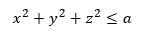 x² + y² + z² ≤ a